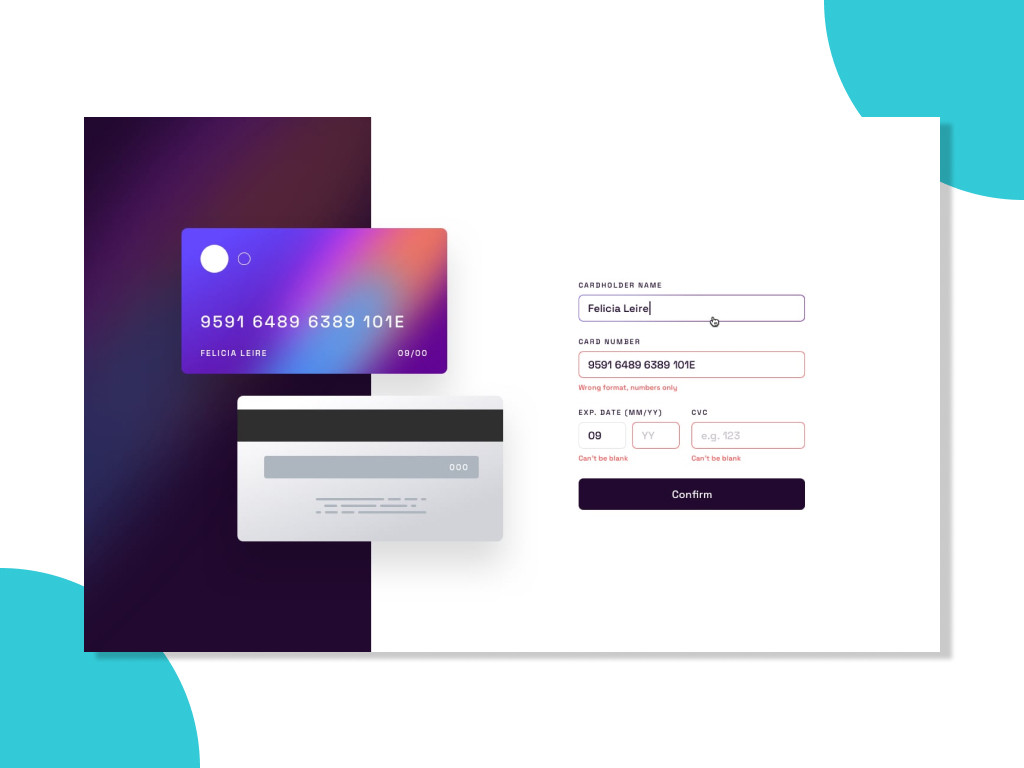 9591 6489 6389 101E
FELICIA LEIRE 09/00
000
CARDHOLDER NAME
Felicia Leire
CARD NUMBER
9591 6489 6389 101E
Wrong format, numbers only
EXP. DATE (MM/YY) CVC
09 YY e.g. 123
Can't be blank Can't be blank
Confirm